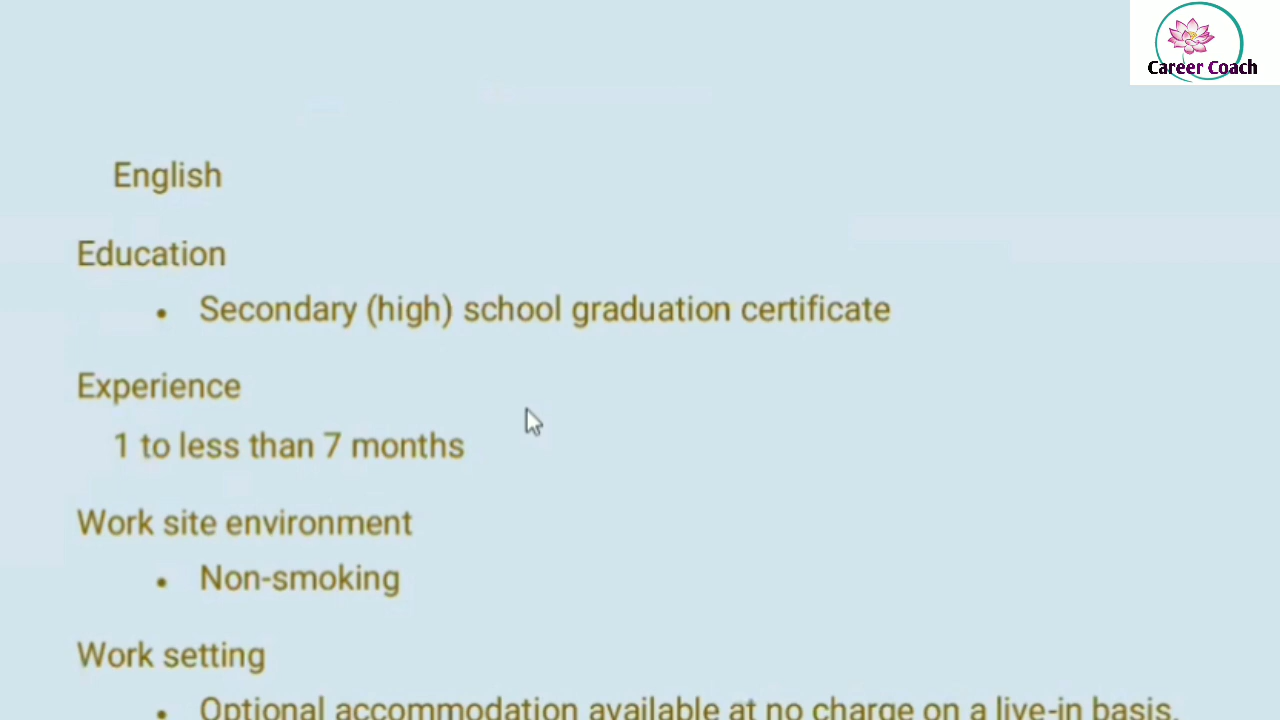 Career Coach
English
Education
• Secondary (high) school graduation certificate
Experience
1 to less than 7 months
Work site environment
• Non-smoking
Work setting
• Optional accommodation available at no charge on a live-in basis.